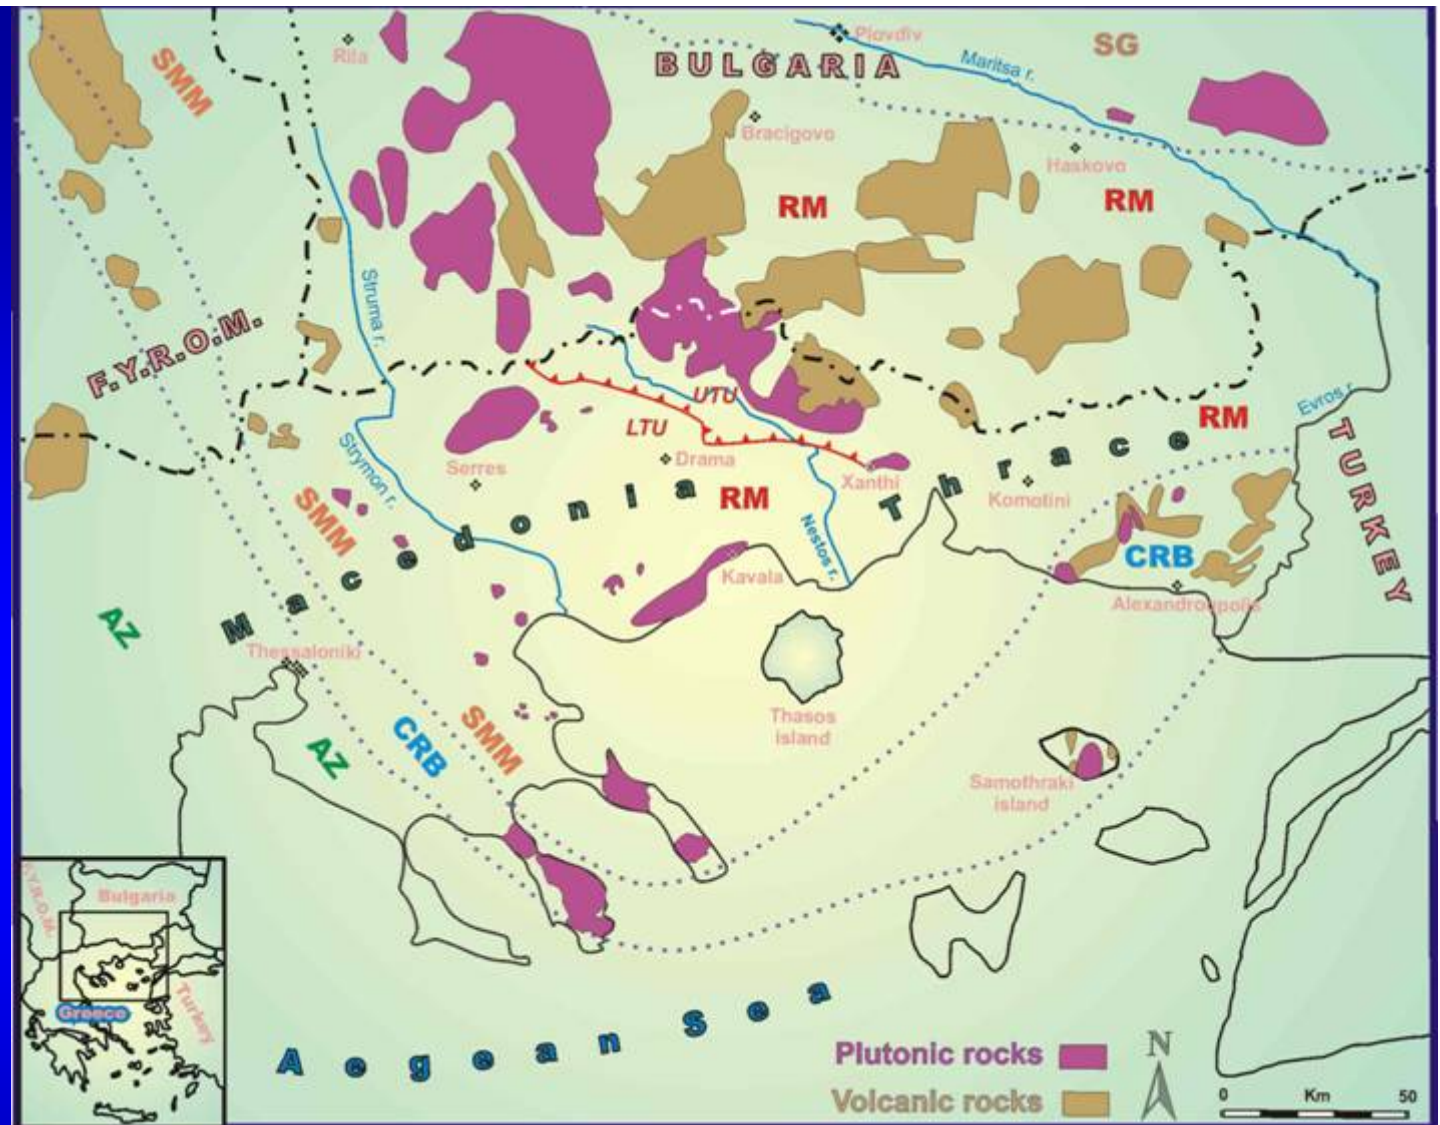 SMM
Rila
BULGARIA
Plovdiv
Maritsa r.
SG
Bracigovo
Haskovo
RM
RM
Struma r.
F.Y.R.O.M.
UTU
LTU
RM
Evros r.
TURKEY
Serres
Drama
Xanthi
Komotini
Strymon r.
SMM
RM
Thrace
Macedonia
Nestos r.
CRB
Kavala
Alexandroupolis
AZ
Thessaloniki
Thasos
island
AZ
CRB
SMM
Samothraki
island
F.Y.R.O.M.
Bulgaria
Greece
Turkey
Aegean Sea
Plutonic rocks
Volcanic rocks
N
0 Km 50